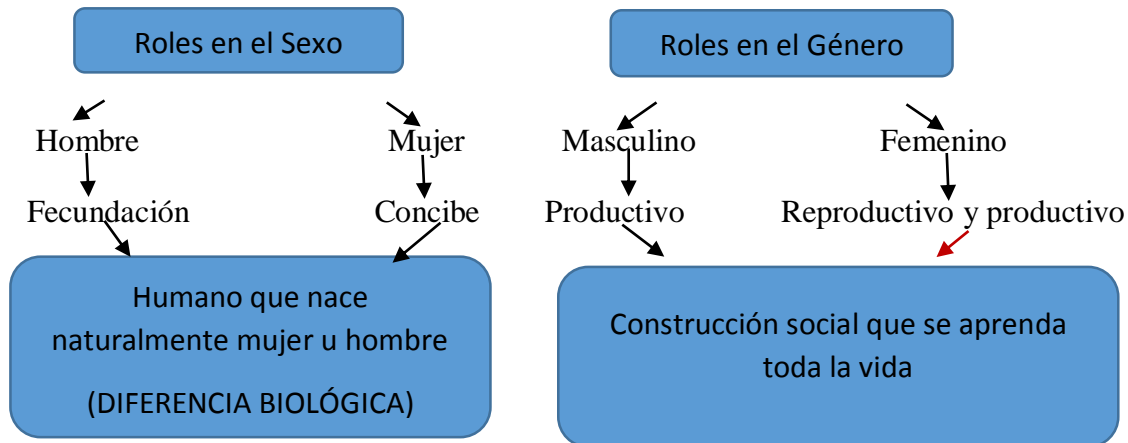 Roles en el Sexo
Hombre
Mujer
Fecundación
Concibe
Humano que nace
naturalmente mujer u hombre
(DIFERENCIA BIOLÓGICA)
Roles en el Género
Masculino
Femenino
Productivo
Reproductivo y productivo
Construcción social que se aprenda
toda la vida